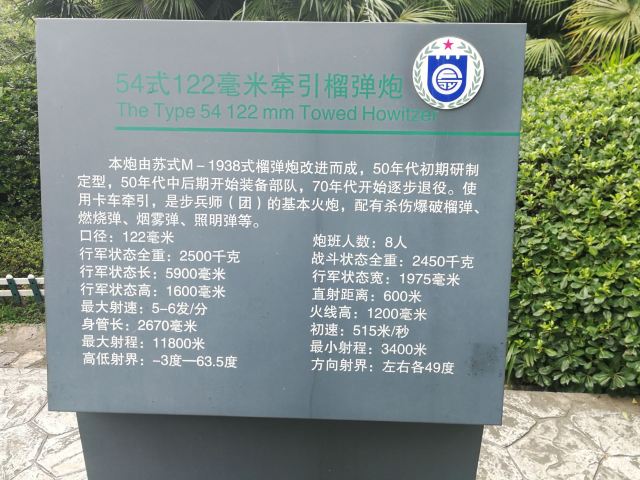 54式122毫米牵引榴弹炮
The Type 54 122 mm Towed Howitzer
本炮由苏式M-1938式榴弹炮改进而成，50年代初期研制
定型，50年代中后期开始装备部队，70年代开始逐步退役。使
用卡车牵引，是步兵师（团）的基本火炮，配有杀伤爆破榴弹、
燃烧弹、烟雾弹、照明弹等。
口径：122毫米
行军状态全重：2500千克
行军状态长：5900毫米
行军状态高：1600毫米
最大射速：5-6发/分
身管长：2670毫米
最大射程：11800米
高低射界：-3度—63.5度
炮班人数：8人
战斗状态全重：2450千克
行军状态宽：1975毫米
直射距离：600米
火线高：1200毫米
初速：515米/秒
最小射程：3400米
方向射界：左右各49度